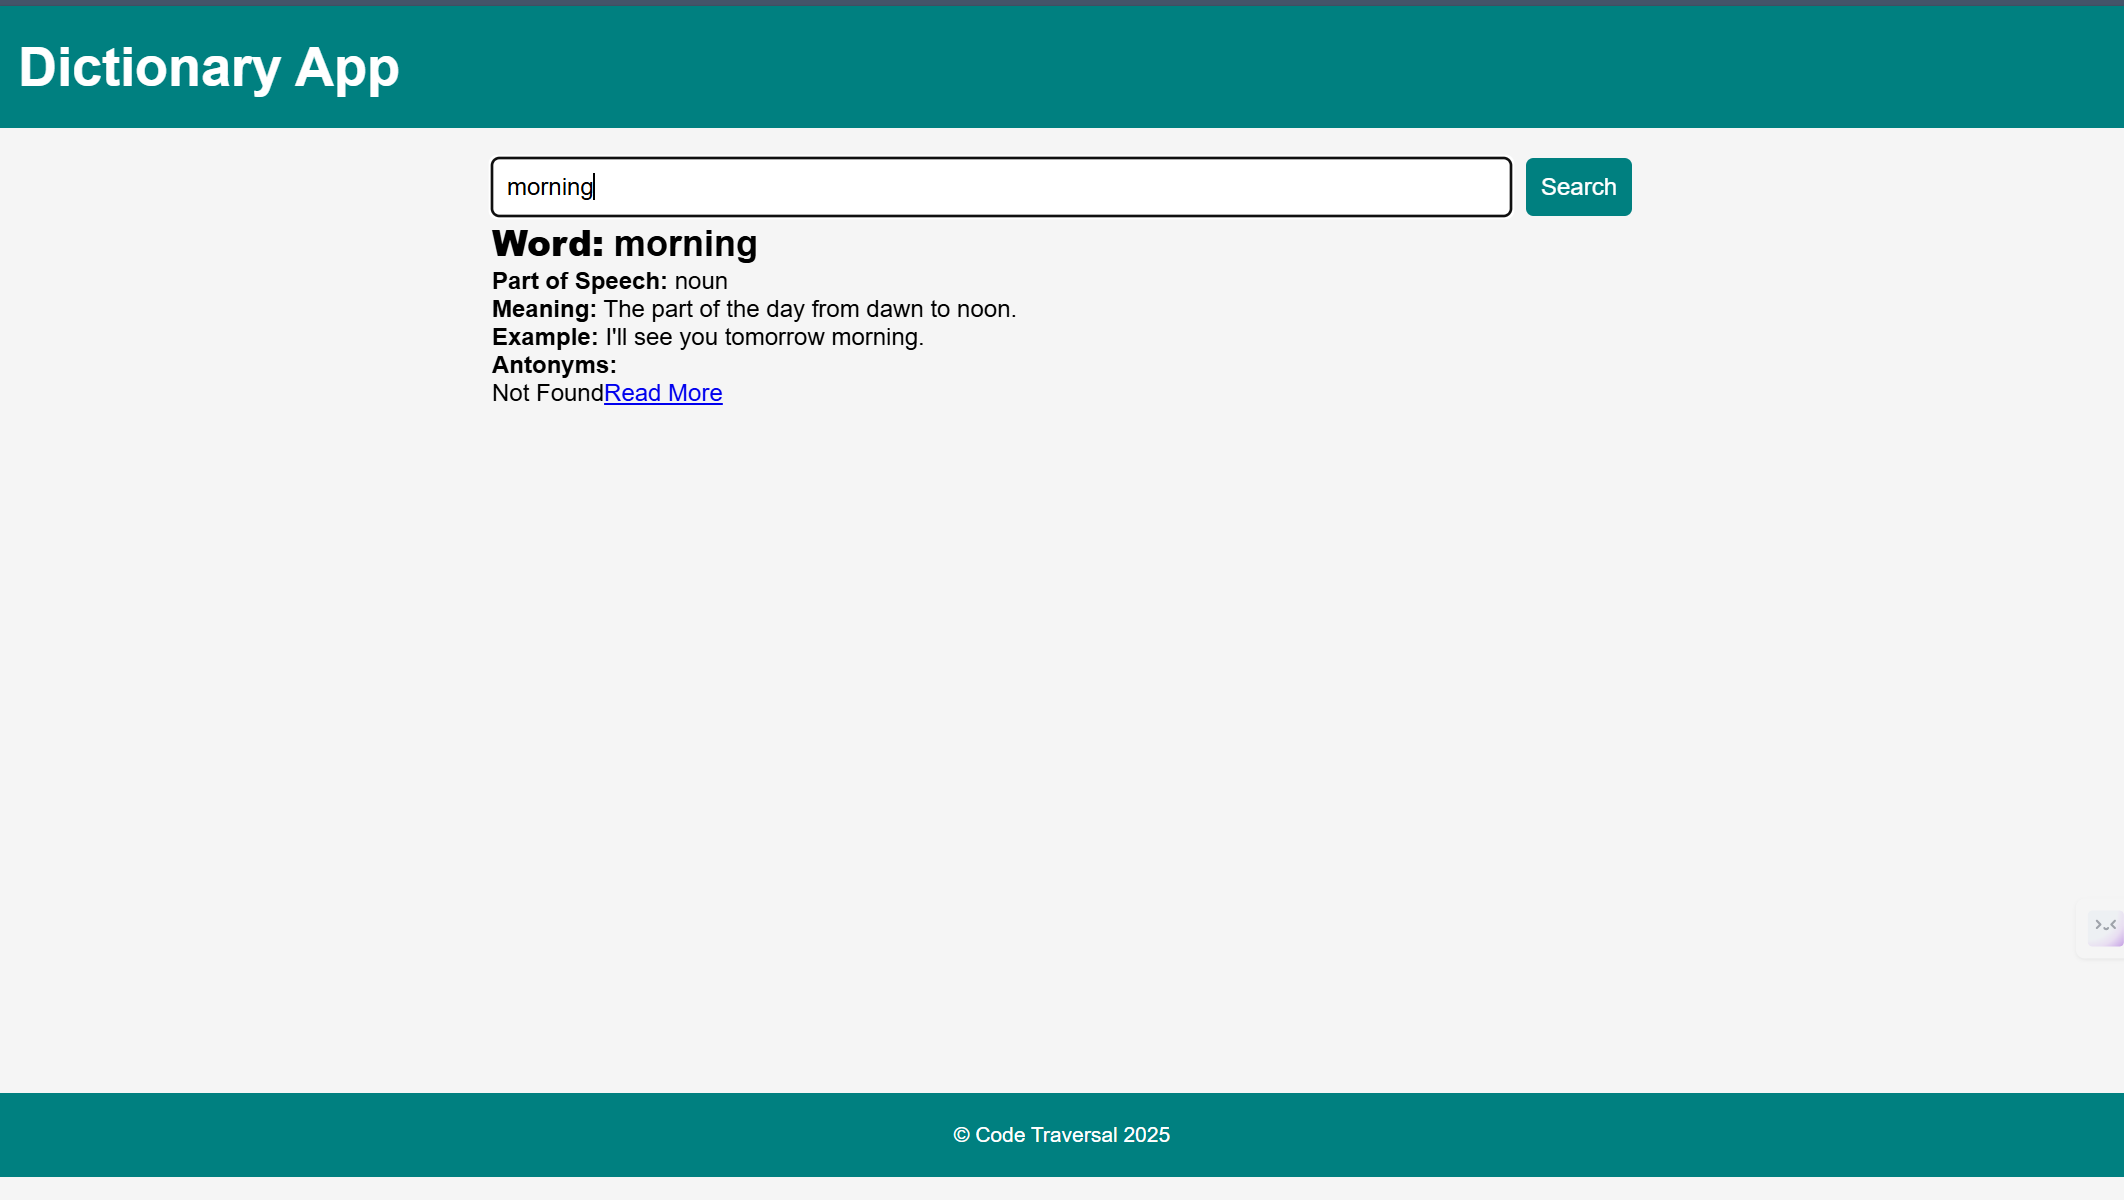 Dictionary App
morning
Search
Word: morning
Part of Speech: noun
Meaning: The part of the day from dawn to noon.
Example: I'll see you tomorrow morning.
Antonyms:
Not FoundRead More
© Code Traversal 2025